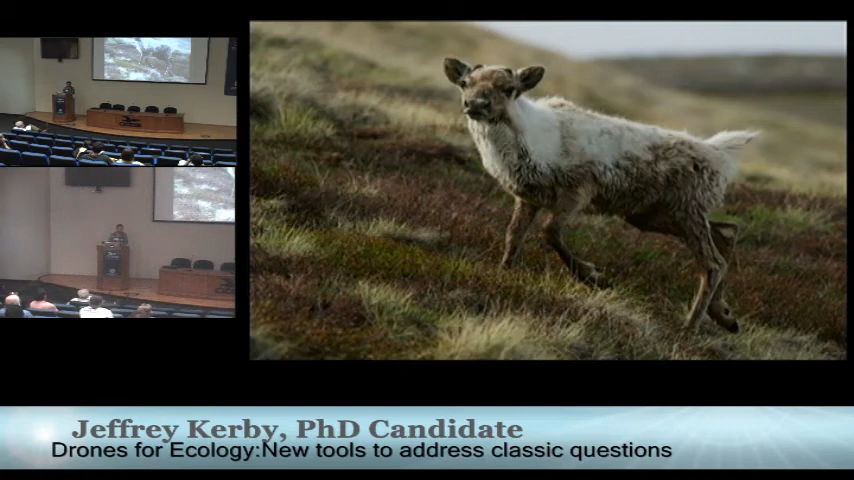 Jeffrey Kerby, PhD Candidate
Drones for Ecology:New tools to address classic questions